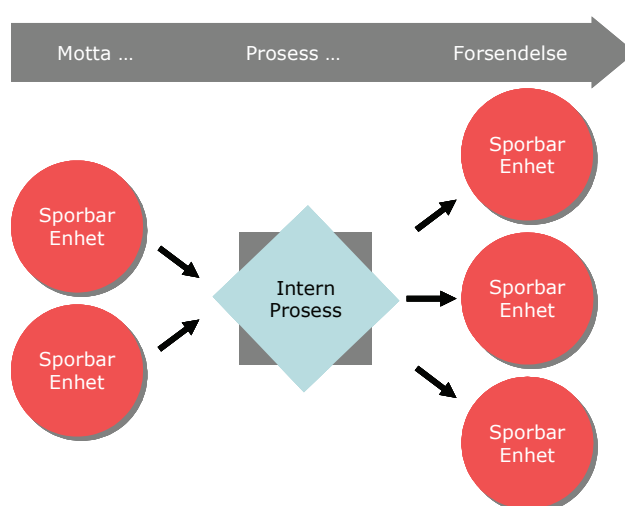 Motta ...
Prosess ...
Forsendelse
Sporbar
Enhet
Sporbar
Enhet
Intern
Prosess
Sporbar
Enhet
Sporbar
Enhet
Sporbar
Enhet